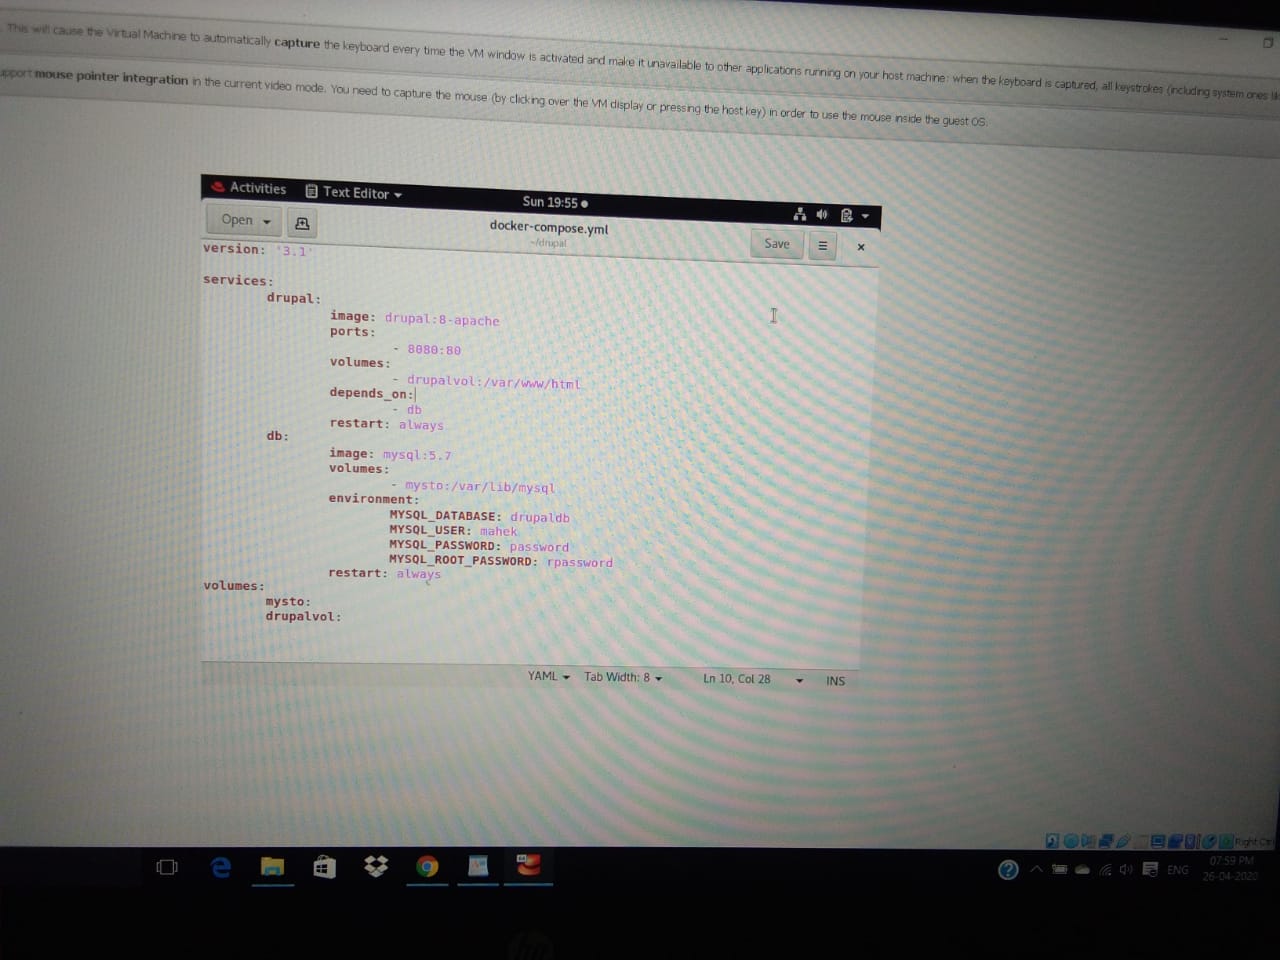 This will cause the Virtual Machine to automatically capture the keyboard every time the VM window is activated and make it unavailable to other applications running on your host machine: when the keyboard is captured, all keystrokes (including system ones
mouse pointer integration in the current video mode. You need to capture the mouse (by clicking over the VM display or pressing the host key) in order to use the mouse inside the guest OS.
Activities Text Editor Sun 19:55
Open docker-compose.yml Save
~/drupal
version: '3.1'
services:
drupal:
image: drupal:8-apache
ports:
- 8080:80
volumes:
- drupalvol:/var/www/html
depends_on:
- db
restart: always
db:
image: mysql:5.7
volumes:
- mysto:/var/lib/mysql
environment:
MYSQL_DATABASE: drupaldb
MYSQL_USER: mahek
MYSQL_PASSWORD: password
MYSQL_ROOT_PASSWORD: rpassword
restart: always
volumes:
mysto:
drupalvol:
YAML Tab Width: 8 Ln 10, Col 28 INS
Right Ctrl
ENG 07:59 PM
26-04-2020
hp